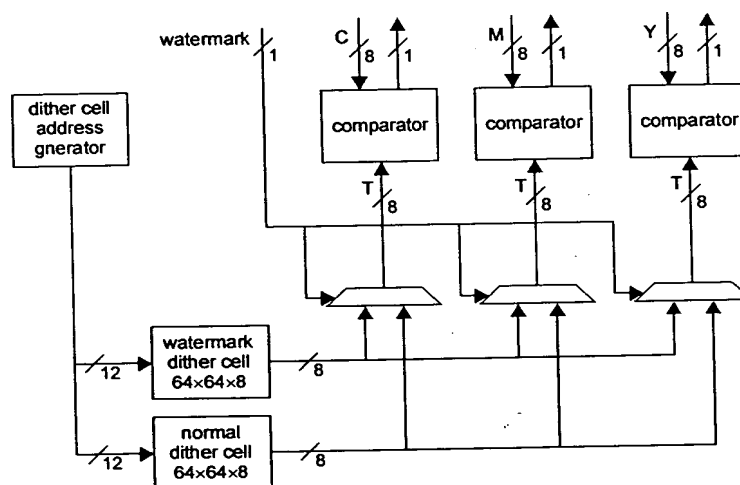 watermark 1
C 8 1
M 8 1
Y 8 1
dither cell
address
gnerator
comparator
comparator
comparator
T 8
T 8
T 8
12
watermark
dither cell
64×64×8
8
12
normal
dither cell
64×64×8
8